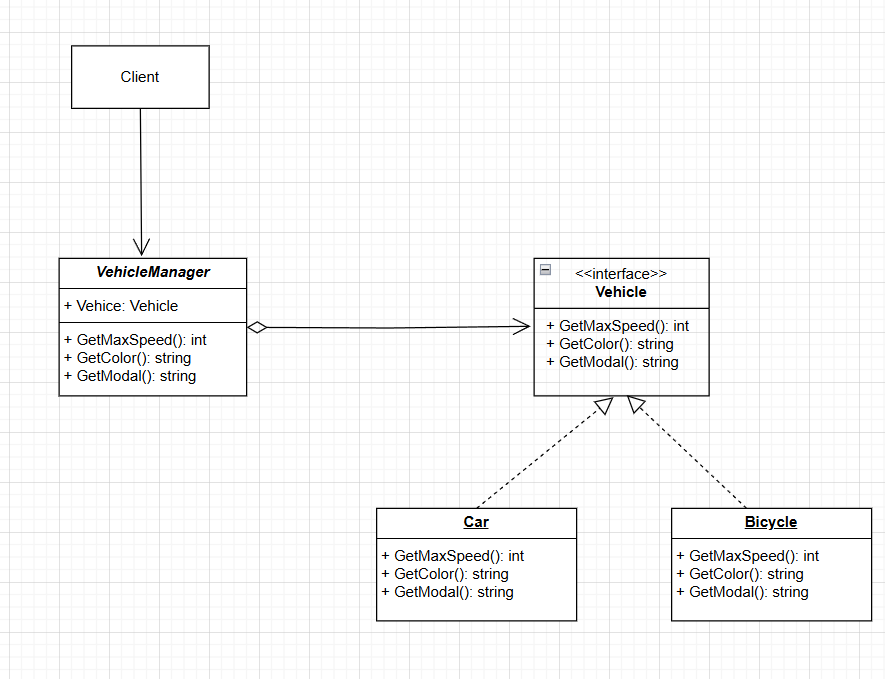 Client
VehicleManager
+ Vehice: Vehicle
+ GetMaxSpeed(): int
+ GetColor(): string
+ GetModal(): string
<<interface>>
Vehicle
+ GetMaxSpeed(): int
+ GetColor(): string
+ GetModal(): string
Car
+ GetMaxSpeed(): int
+ GetColor(): string
+ GetModal(): string
Bicycle
+ GetMaxSpeed(): int
+ GetColor(): string
+ GetModal(): string